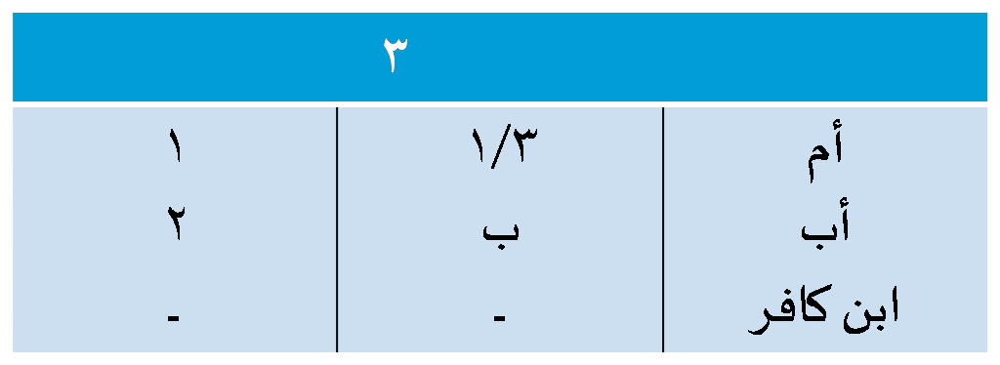 ٣
أم ١/٣ ١
أب ب ٢
ابن كافر - -